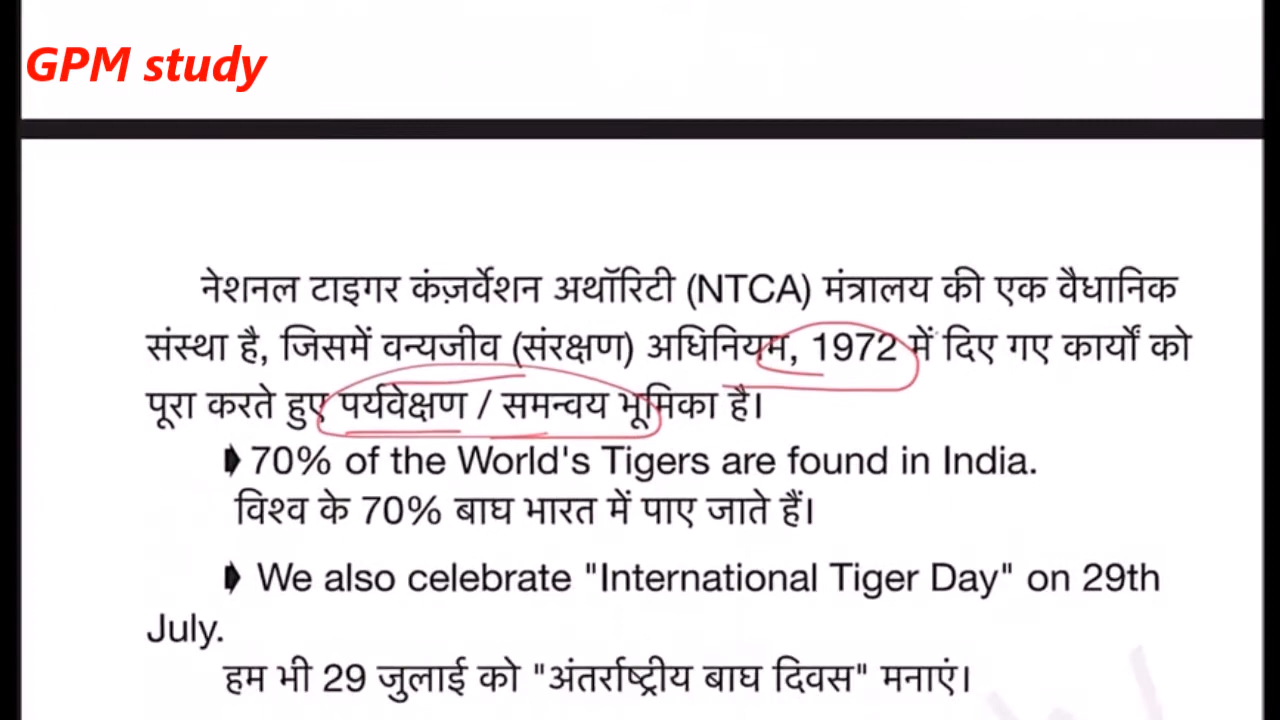 GPM study
नेशनल टाइगर कंज़र्वेशन अथॉरिटी (NTCA) मंत्रालय की एक वैधानिक
संस्था है, जिसमें वन्यजीव (संरक्षण) अधिनियम, 1972 में दिए गए कार्यों को
पूरा करते हुए पर्यवेक्षण / समन्वय भूमिका है।
➧ 70% of the World's Tigers are found in India.
विश्व के 70% बाघ भारत में पाए जाते हैं।
➧ We also celebrate "International Tiger Day" on 29th
July.
हम भी 29 जुलाई को "अंतर्राष्ट्रीय बाघ दिवस" मनाएं।